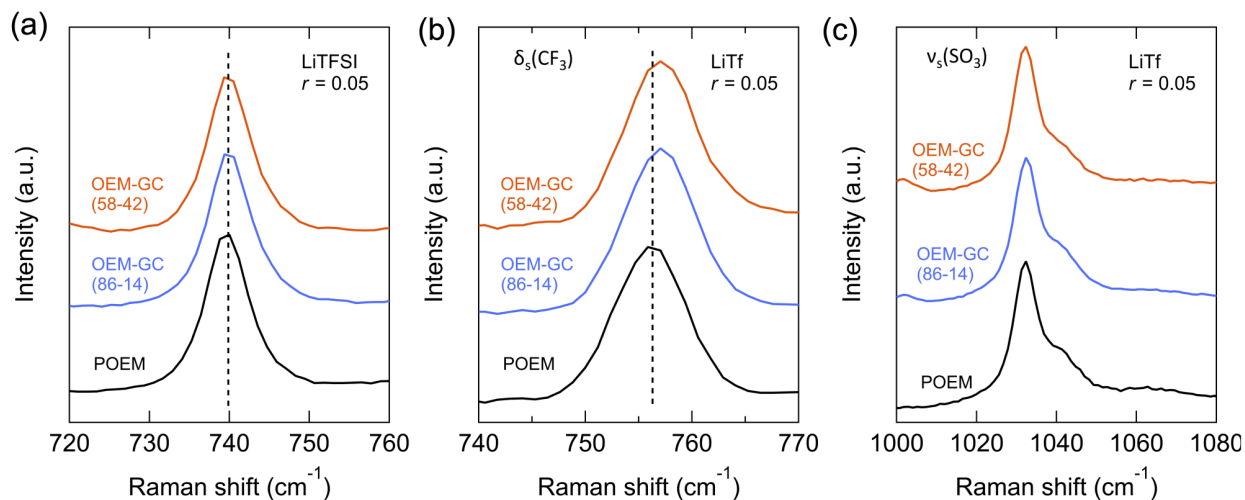 (a)
LiTFSI
r = 0.05
OEM-GC
(58-42)
OEM-GC
(86-14)
POEM
Intensity (a.u.)
720 730 740 750 760
Raman shift (cm⁻¹)
(b)
δₛ(CF₃)
LiTf
r = 0.05
OEM-GC
(58-42)
OEM-GC
(86-14)
POEM
Intensity (a.u.)
740 750 760 770
Raman shift (cm⁻¹)
(c)
νₛ(SO₃)
LiTf
r = 0.05
OEM-GC
(58-42)
OEM-GC
(86-14)
POEM
Intensity (a.u.)
1000 1020 1040 1060 1080
Raman shift (cm⁻¹)